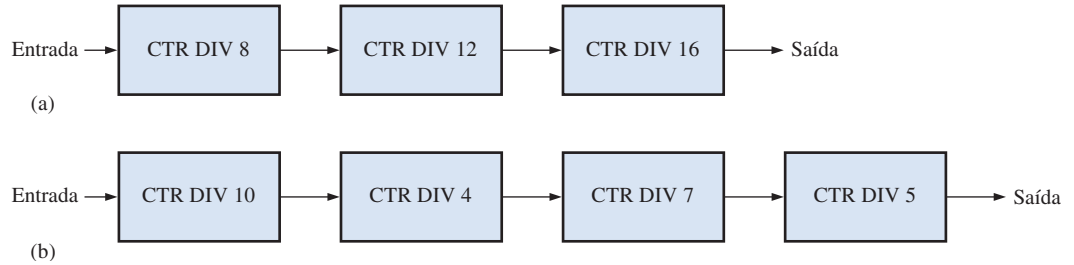 Entrada CTR DIV 8 CTR DIV 12 CTR DIV 16 Saída
(a)
Entrada CTR DIV 10 CTR DIV 4 CTR DIV 7 CTR DIV 5 Saída
(b)